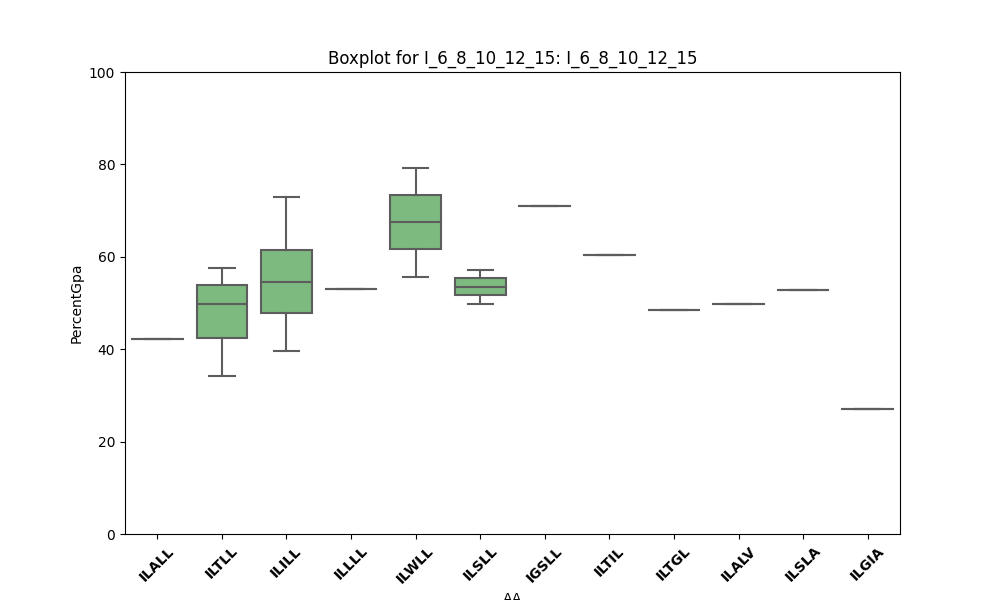 Boxplot for I_6_8_10_12_15: I_6_8_10_12_15
100
80
60
40
20
0
PercentGpa
ILALL
ILTLL
ILILL
ILLLL
ILWLL
ILSLL
IGSLL
ILTIL
ILTGL
ILALV
ILSLA
ILGIA
AA